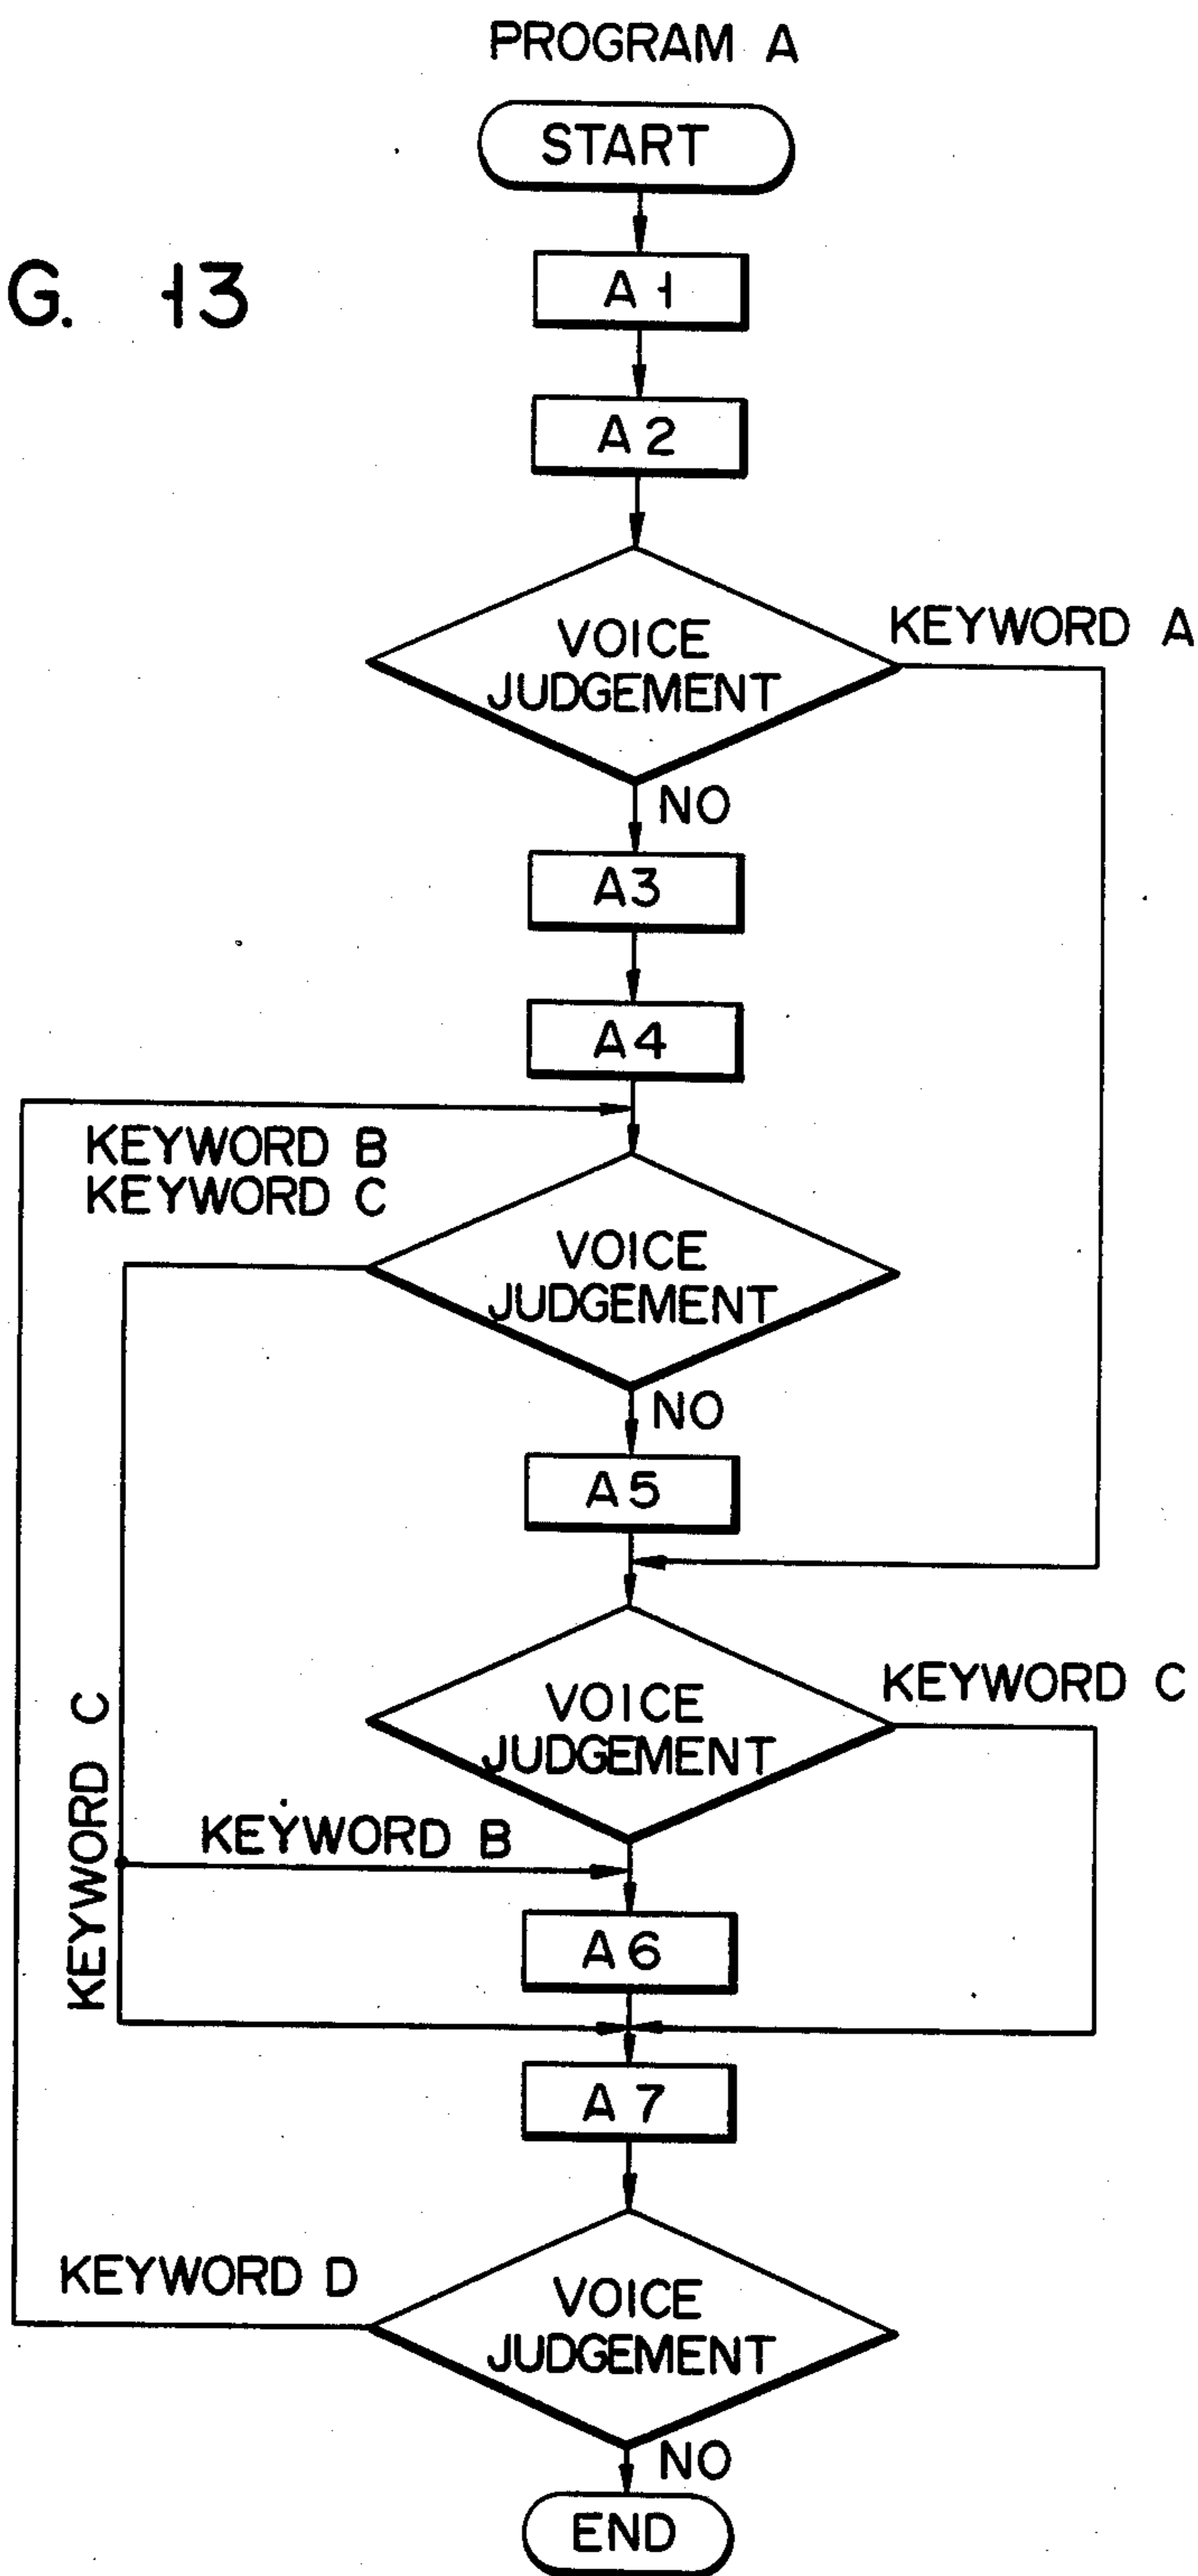 PROGRAM A
START
G. 13
A1
A2
VOICE
JUDGEMENT
KEYWORD A
NO
A3
A4
KEYWORD B
KEYWORD C
VOICE
JUDGEMENT
NO
A5
VOICE
JUDGEMENT
KEYWORD C
KEYWORD C
KEYWORD B
A6
A7
KEYWORD D
VOICE
JUDGEMENT
NO
END